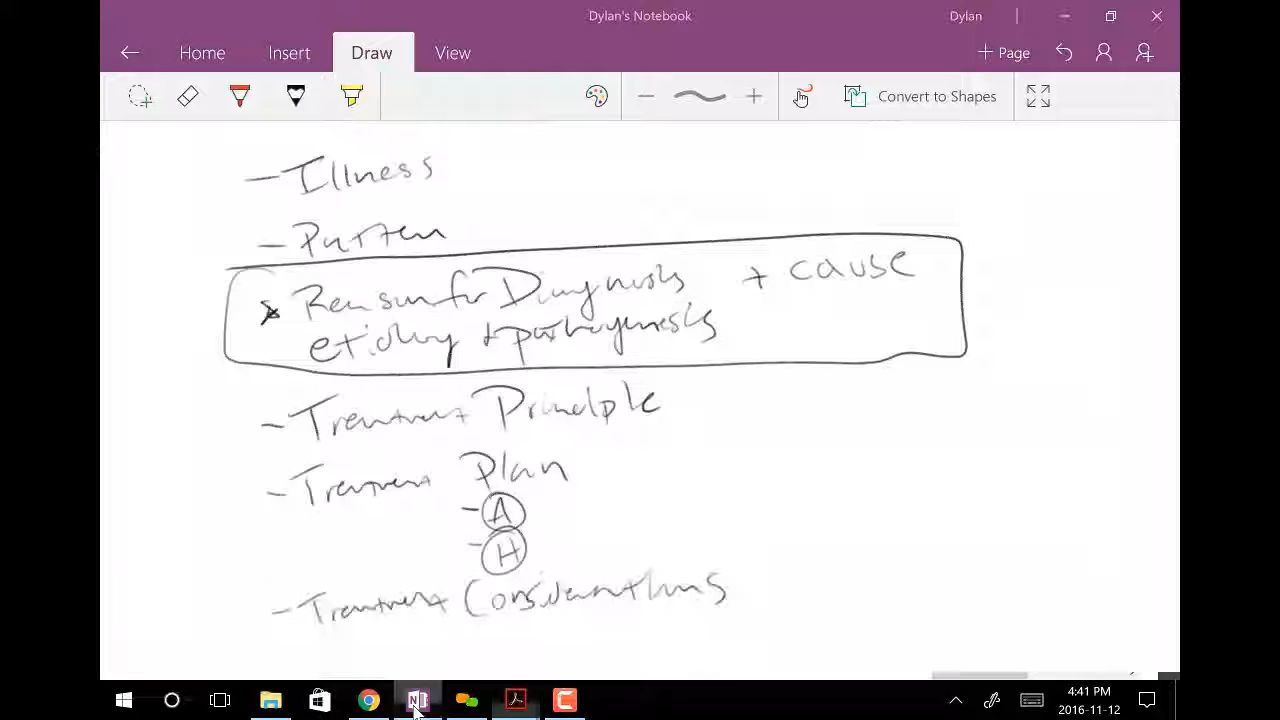 Dylan's Notebook
Dylan
Home Insert Draw View
+ Page
Convert to Shapes
- Illness
- Pattern
* Reason for Diagnosis + cause
etiology + pathogenesis
- Treatment Principle
- Treatment Plan
- A
- H
- Treatment Considerations
4:41 PM
2016-11-12